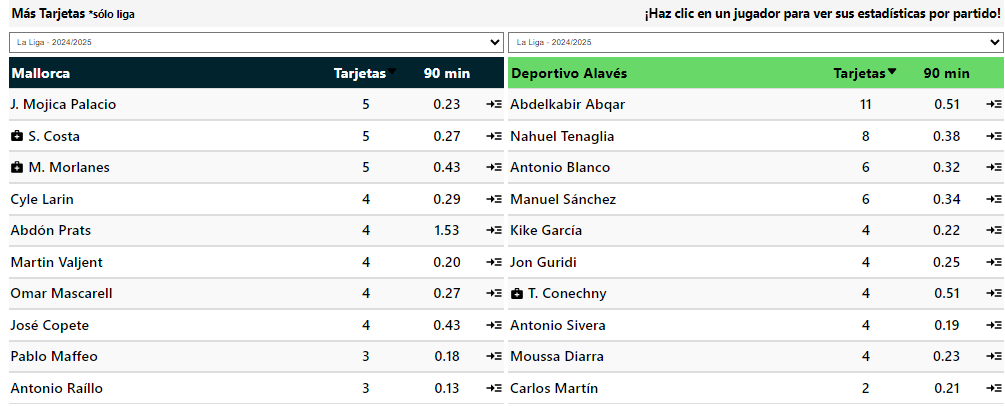 Más Tarjetas *sólo liga
¡Haz clic en un jugador para ver sus estadísticas por partido!
La Liga - 2024/2025
La Liga - 2024/2025
Mallorca Tarjetas 90 min
J. Mojica Palacio 5 0.23
S. Costa 5 0.27
M. Morlanes 5 0.43
Cyle Larin 4 0.29
Abdón Prats 4 1.53
Martin Valjent 4 0.20
Omar Mascarell 4 0.27
José Copete 4 0.43
Pablo Maffeo 3 0.18
Antonio Raíllo 3 0.13
Deportivo Alavés Tarjetas 90 min
Abdelkabir Abqar 11 0.51
Nahuel Tenaglia 8 0.38
Antonio Blanco 6 0.32
Manuel Sánchez 6 0.34
Kike García 4 0.22
Jon Guridi 4 0.25
T. Conechny 4 0.51
Antonio Sivera 4 0.19
Moussa Diarra 4 0.23
Carlos Martín 2 0.21